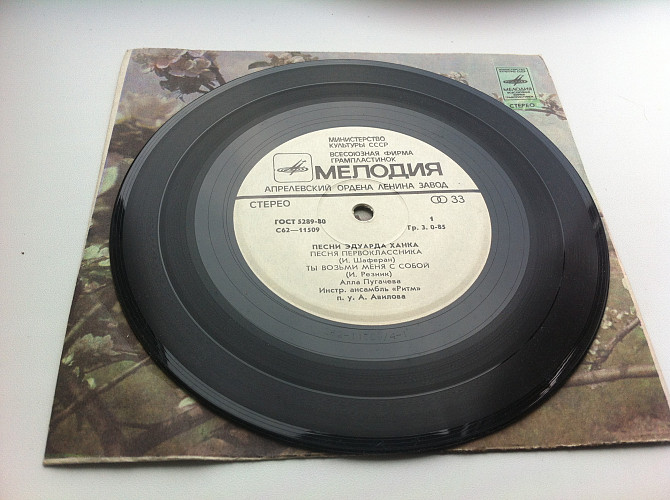 МИНИСТЕРСТВО
КУЛЬТУРЫ СССР
ВСЕСОЮЗНАЯ ФИРМА
ГРАМПЛАСТИНОК
МЕЛОДИЯ
АПРЕЛЕВСКИЙ ОРДЕНА ЛЕНИНА ЗАВОД
СТЕРЕО 33
ГОСТ 5289-80 1
С62—11509 Гр. 3. 0-85
ПЕСНИ ЭДУАРДА ХАНКА
ПЕСНЯ ПЕРВОКЛАССНИКА
(И. Шаферан)
ТЫ ВОЗЬМИ МЕНЯ С СОБОЙ
(И. Резник)
Алла Пугачева
Инстр. ансамбль «Ритм»
п. у. А. Авилова
МЕЛОДИЯ
СТЕРЕО